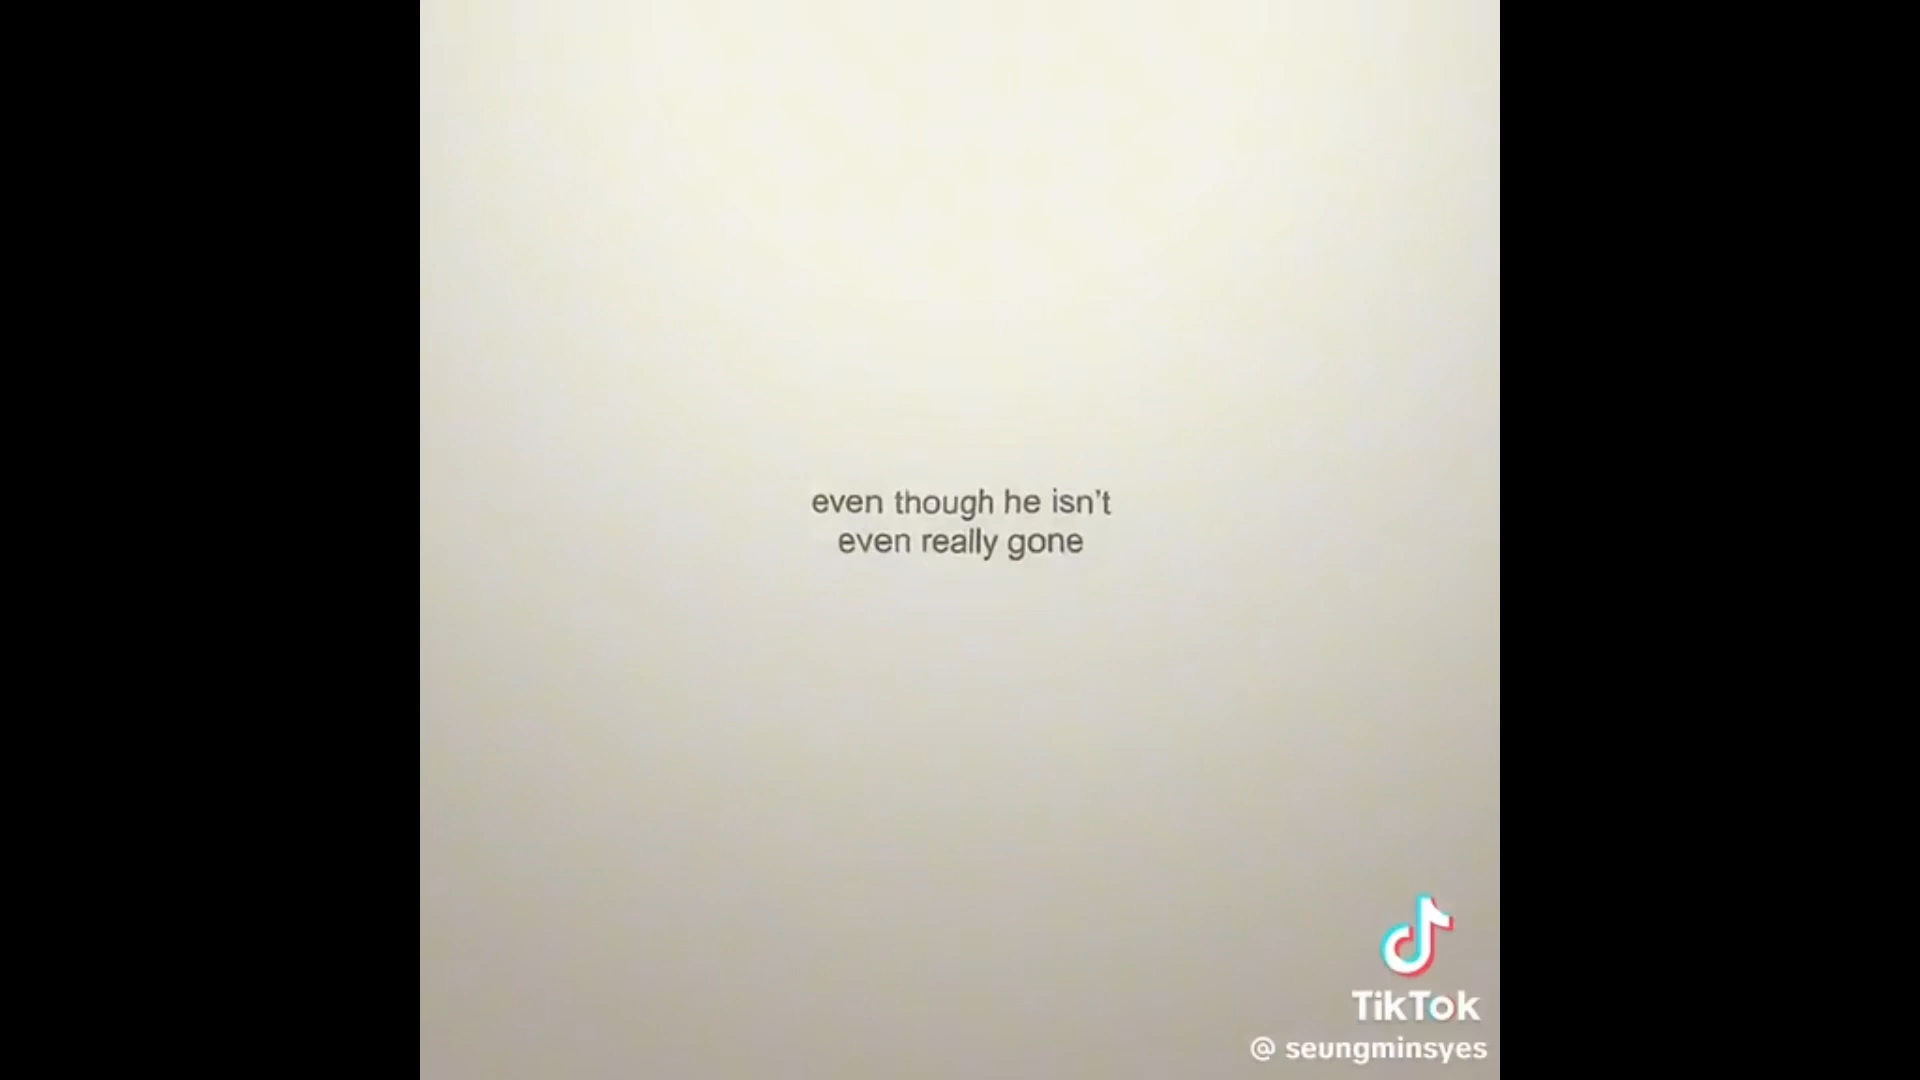 even though he isn't
even really gone
TikTok
@ seungminsyes